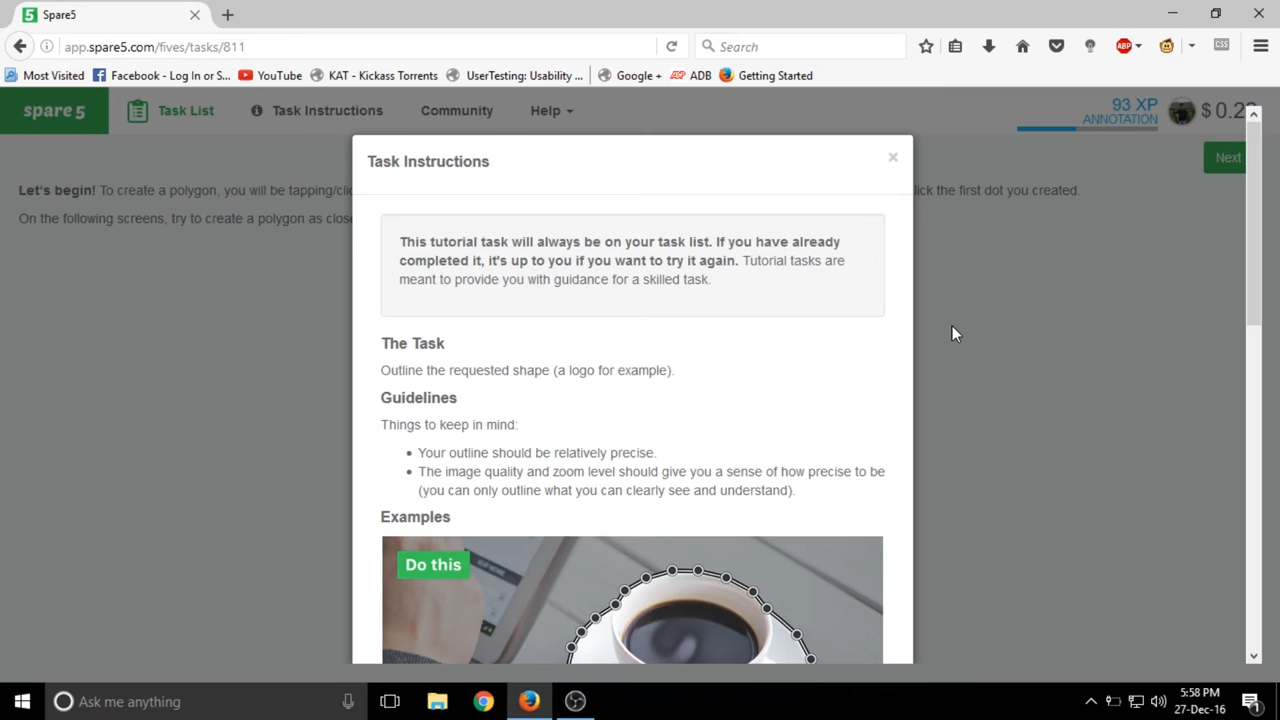 Spare5
app.spare5.com/fives/tasks/811
Search
ABP
CSS
Most Visited
Facebook - Log In or S...
YouTube
KAT - Kickass Torrents
UserTesting: Usability ...
Google +
ADP
ADB
Getting Started
spare5
Task List
Task Instructions
Community
Help
93 XP
ANNOTATION
$ 0.2
Next
Let's begin! To create a polygon, you will be
lick the first dot you created.
On the following screens, try to create a polygon as
Task Instructions
×
This tutorial task will always be on your task list. If you have already
completed it, it's up to you if you want to try it again. Tutorial tasks are
meant to provide you with guidance for a skilled task.
The Task
Outline the requested shape (a logo for example).
Guidelines
Things to keep in mind:
Your outline should be relatively precise.
The image quality and zoom level should give you a sense of how precise to be
(you can only outline what you can clearly see and understand).
Examples
Do this
Ask me anything
5:58 PM
27-Dec-16
1